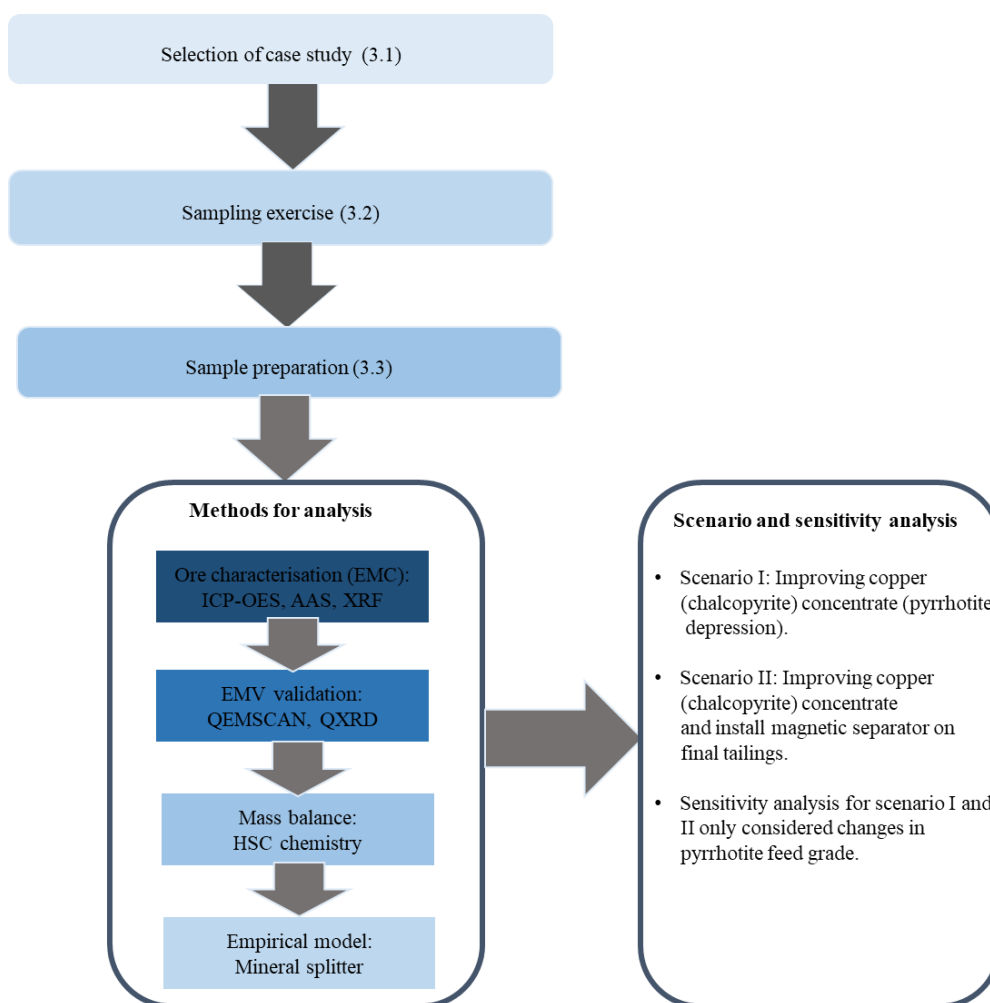 Selection of case study (3.1)
Sampling exercise (3.2)
Sample preparation (3.3)
Methods for analysis
Ore characterisation (EMC):
ICP-OES, AAS, XRF
EMV validation:
QEMSCAN, QXRD
Mass balance:
HSC chemistry
Empirical model:
Mineral splitter
Scenario and sensitivity analysis
• Scenario I: Improving copper
(chalcopyrite) concentrate (pyrrhotite
depression).
• Scenario II: Improving copper
(chalcopyrite) concentrate
and install magnetic separator on
final tailings.
• Sensitivity analysis for scenario I and
II only considered changes in
pyrrhotite feed grade.